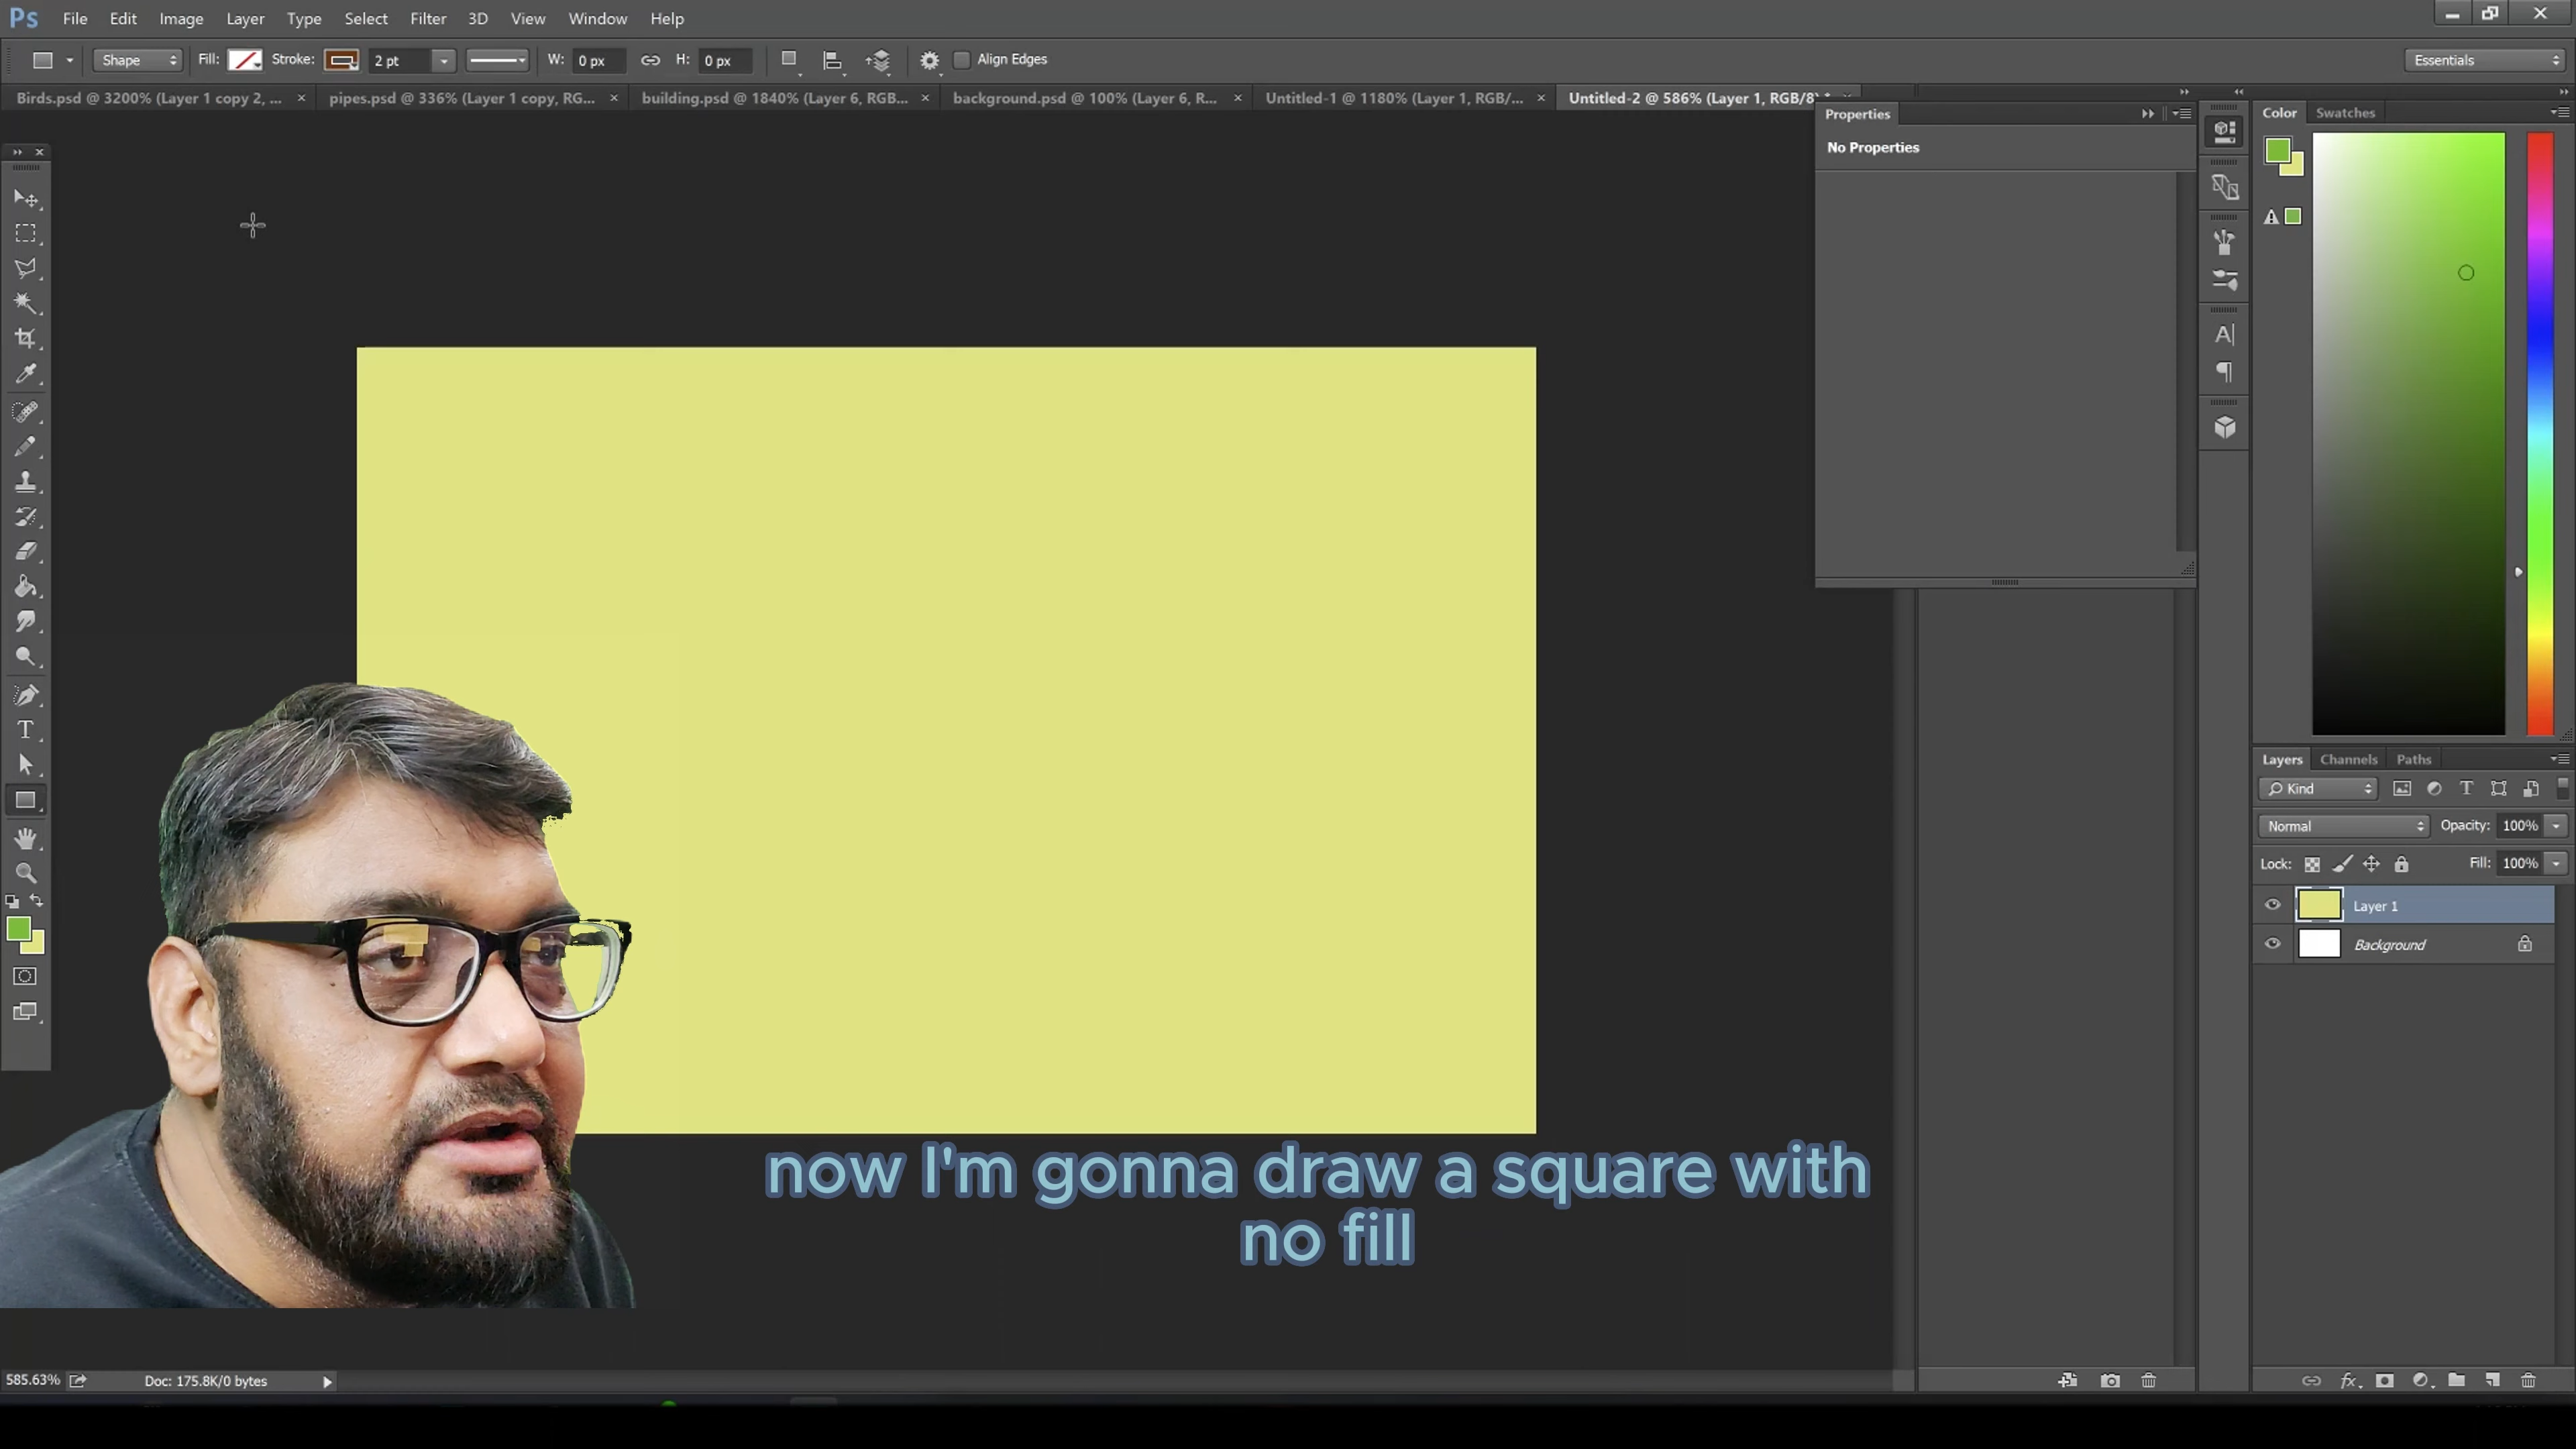 Ps File Edit Image Layer Type Select Filter 3D View Window Help
Shape Fill: Stroke: 2 pt W: 0 px H: 0 px Align Edges Essentials
Birds.psd @ 3200% (Layer 1 copy 2, ... × pipes.psd @ 336% (Layer 1 copy, RG... × building.psd @ 1840% (Layer 6, RGB... × background.psd @ 100% (Layer 6, R... × Untitled-1 @ 1180% (Layer 1, RGB/... × Untitled-2 @ 586% (Layer 1, RGB/8) *
Properties
No Properties
Color Swatches
Layers Channels Paths
Kind
Normal Opacity: 100%
Lock: Fill: 100%
Layer 1
Background
now I'm gonna draw a square with
no fill
585.63% Doc: 175.8K/0 bytes